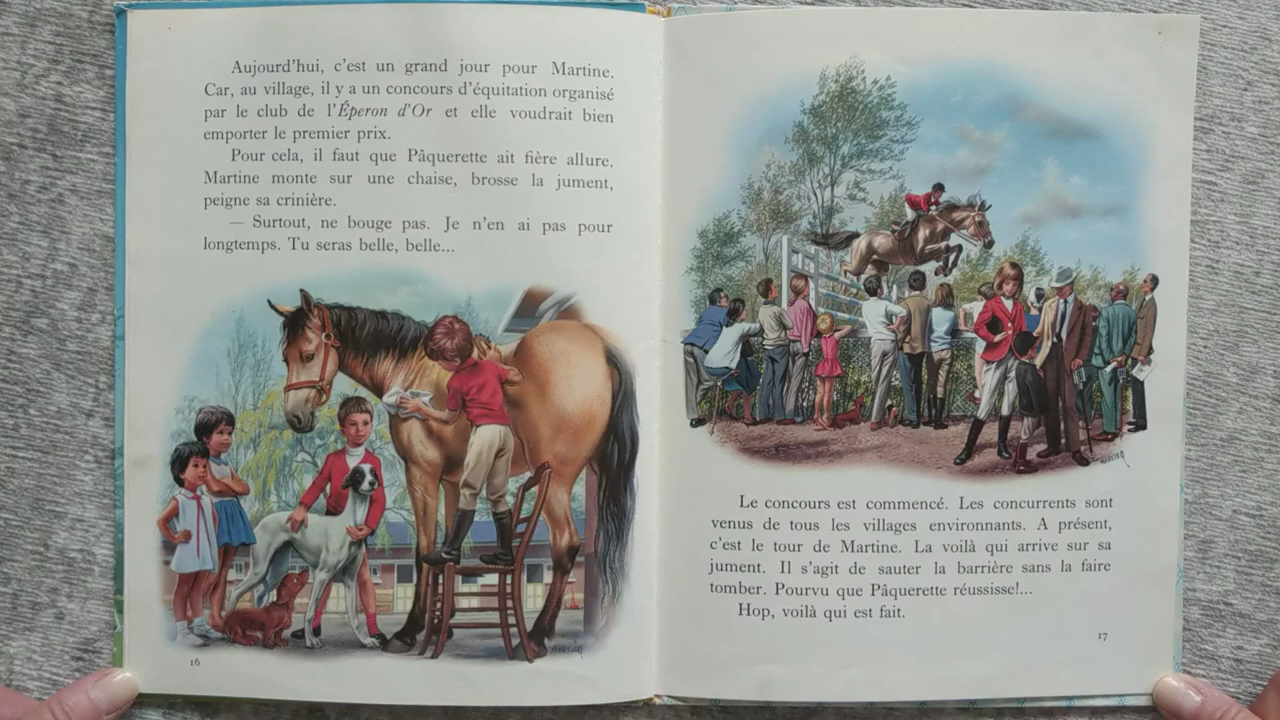 Aujourd'hui, c'est un grand jour pour Martine.
Car, au village, il y a un concours d'équitation organisé
par le club de l'Éperon d'Or et elle voudrait bien
emporter le premier prix.
Pour cela, il faut que Pâquerette ait fière allure.
Martine monte sur une chaise, brosse la jument,
peigne sa crinière.
— Surtout, ne bouge pas. Je n'en ai pas pour
longtemps. Tu seras belle, belle...
16
Le concours est commencé. Les concurrents sont
venus de tous les villages environnants. A présent,
c'est le tour de Martine. La voilà qui arrive sur sa
jument. Il s'agit de sauter la barrière sans la faire
tomber. Pourvu que Pâquerette réussisse!...
Hop, voilà qui est fait.
17